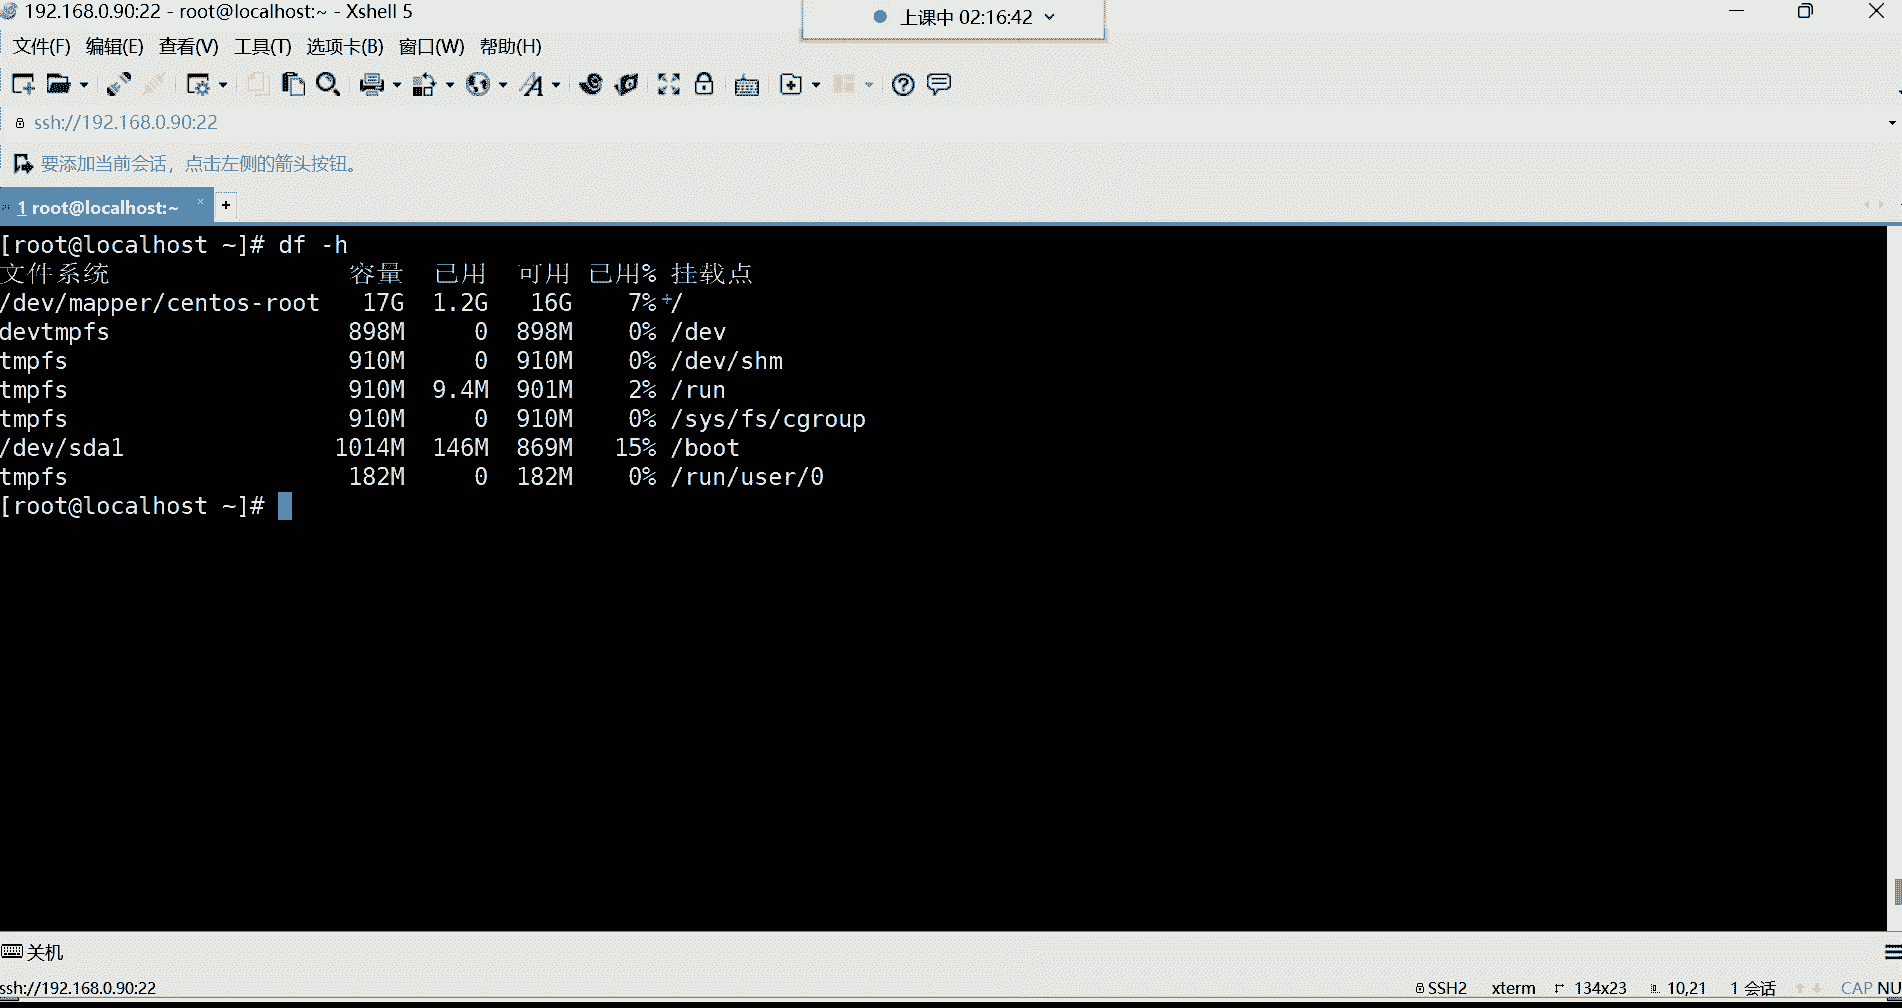 192.168.0.90:22 - root@localhost:~ - Xshell 5
上课中 02:16:42
文件(F) 编辑(E) 查看(V) 工具(T) 选项卡(B) 窗口(W) 帮助(H)
ssh://192.168.0.90:22
要添加当前会话，点击左侧的箭头按钮。
1 root@localhost:~ × +
[root@localhost ~]# df -h
文件系统 容量 已用 可用 已用% 挂载点
/dev/mapper/centos-root 17G 1.2G 16G 7% /
devtmpfs 898M 0 898M 0% /dev
tmpfs 910M 0 910M 0% /dev/shm
tmpfs 910M 9.4M 901M 2% /run
tmpfs 910M 0 910M 0% /sys/fs/cgroup
/dev/sda1 1014M 146M 869M 15% /boot
tmpfs 182M 0 182M 0% /run/user/0
[root@localhost ~]#
关机
ssh://192.168.0.90:22 SSH2 xterm 134x23 10,21 1 会话 CAP NU